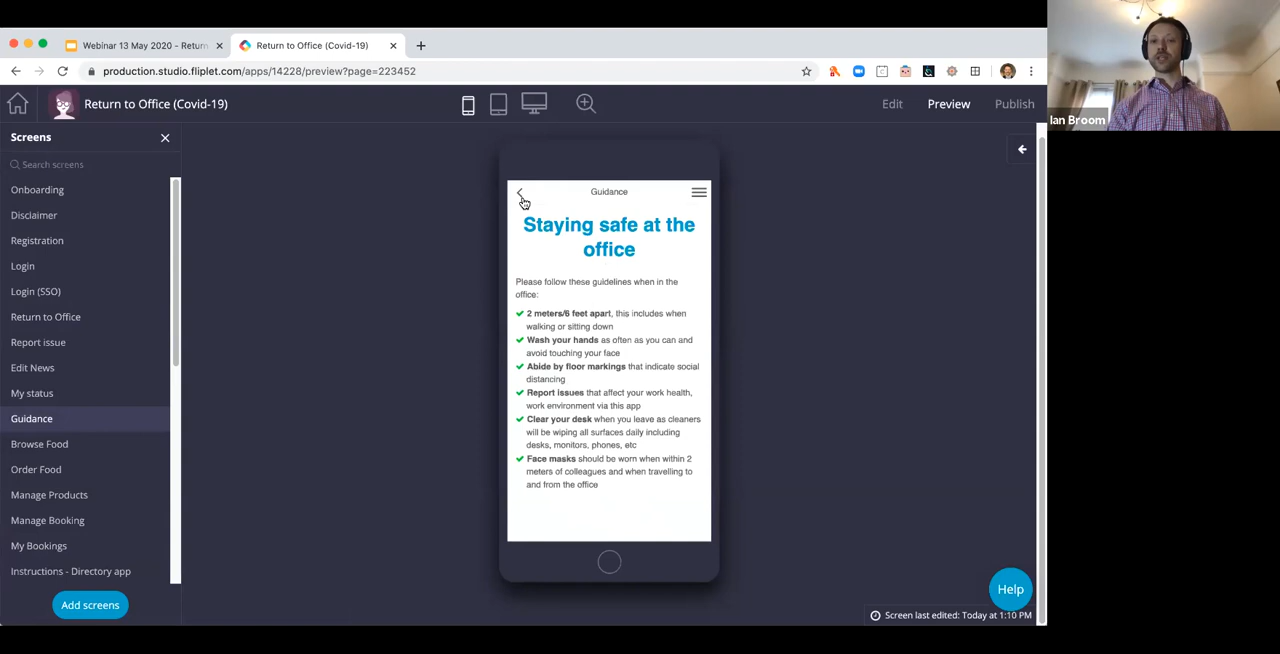 Webinar 13 May 2020 - Return
Return to Office (Covid-19)
production.studio.fliplet.com/apps/14228/preview?page=223452
Return to Office (Covid-19)
Edit
Preview
Publish
Ian Broom
Screens
Search screens
Onboarding
Disclaimer
Registration
Login
Login (SSO)
Return to Office
Report issue
Edit News
My status
Guidance
Browse Food
Order Food
Manage Products
Manage Booking
My Bookings
Instructions - Directory app
Add screens
Guidance
Staying safe at the
office
Please follow these guidelines when in the
office:
2 meters/6 feet apart, this includes when
walking or sitting down
Wash your hands as often as you can and
avoid touching your face
Abide by floor markings that indicate social
distancing
Report issues that affect your work health,
work environment via this app
Clear your desk when you leave as cleaners
will be wiping all surfaces daily including
desks, monitors, phones, etc
Face masks should be worn when within 2
meters of colleagues and when travelling to
and from the office
Help
Screen last edited: Today at 1:10 PM